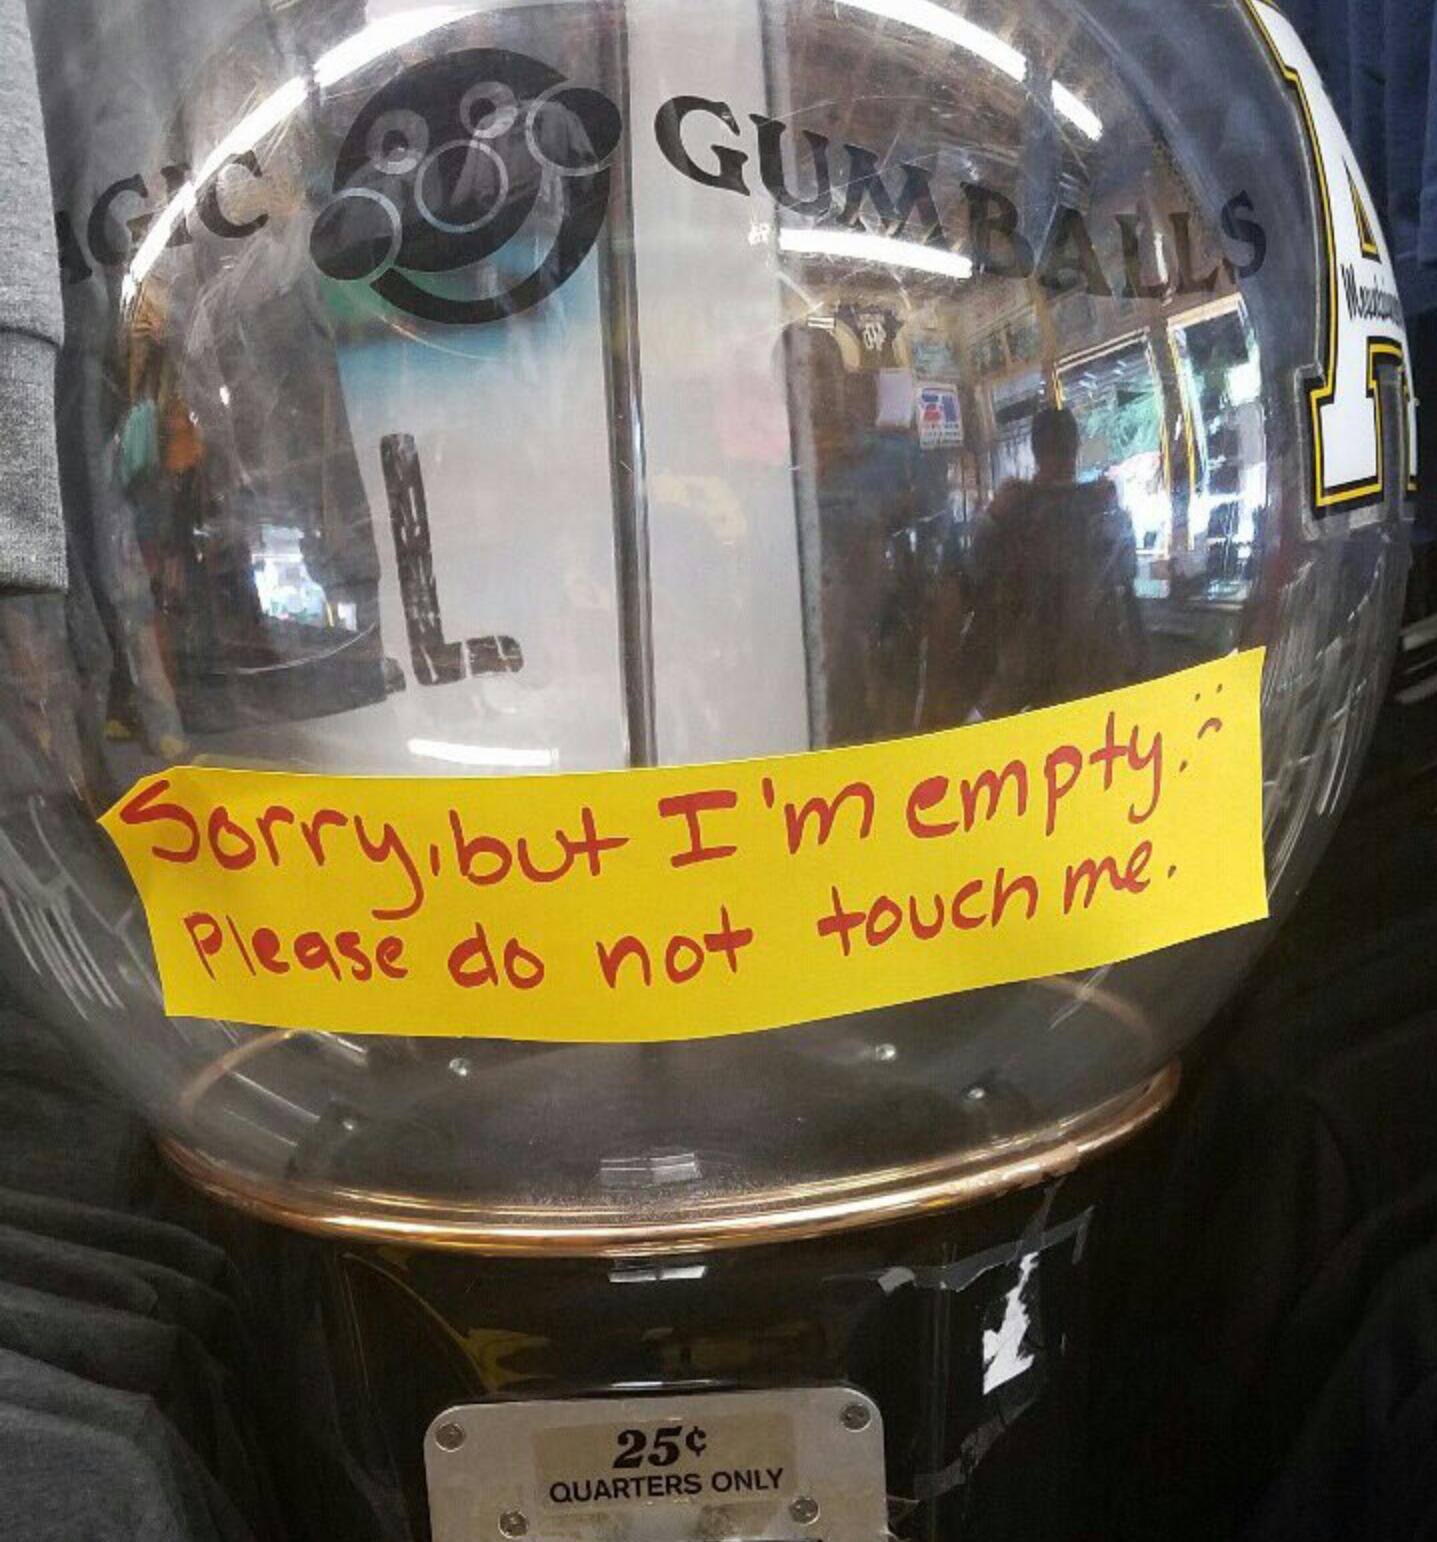 GUMBALLS
L
Sorry, but I'm empty. :(
Please do not touch me.
25¢
QUARTERS ONLY